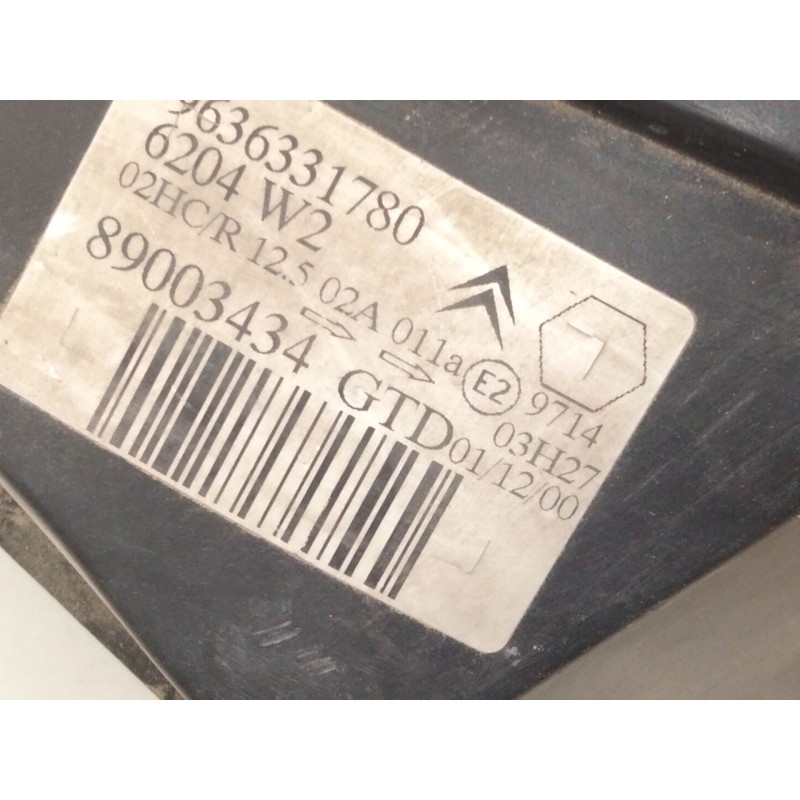 9636331780
6204 W2
02HC/R 12.5 02A 011a E2 9714
89003434 GTD 03H27
01/12/00
L